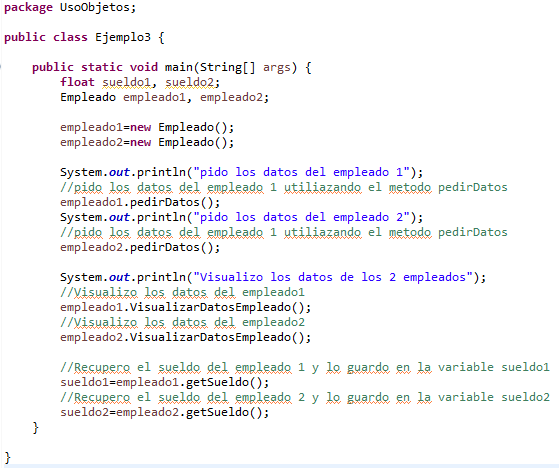 package UsoObjetos;
public class Ejemplo3 {
public static void main(String[] args) {
float sueldo1, sueldo2;
Empleado empleado1, empleado2;
empleado1=new Empleado();
empleado2=new Empleado();
System.out.println("pido los datos del empleado 1");
//pido los datos del empleado 1 utiliazando el metodo pedirDatos
empleado1.pedirDatos();
System.out.println("pido los datos del empleado 2");
//pido los datos del empleado 1 utiliazando el metodo pedirDatos
empleado2.pedirDatos();
System.out.println("Visualizo los datos de los 2 empleados");
//Visualizo los datos del empleado1
empleado1.VisualizarDatosEmpleado();
//Visualizo los datos del empleado2
empleado2.VisualizarDatosEmpleado();
//Recupero el sueldo del empleado 1 y lo guardo en la variable sueldo1
sueldo1=empleado1.getSueldo();
//Recupero el sueldo del empleado 2 y lo guardo en la variable sueldo2
sueldo2=empleado2.getSueldo();
}
}